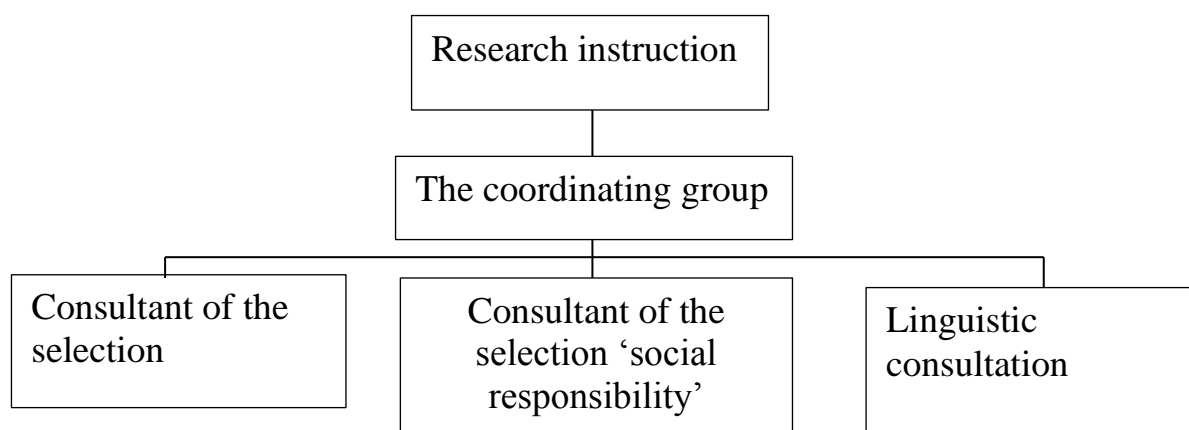 Research instruction
The coordinating group
Consultant of the
selection
Consultant of the
selection ‘social
responsibility’
Linguistic
consultation